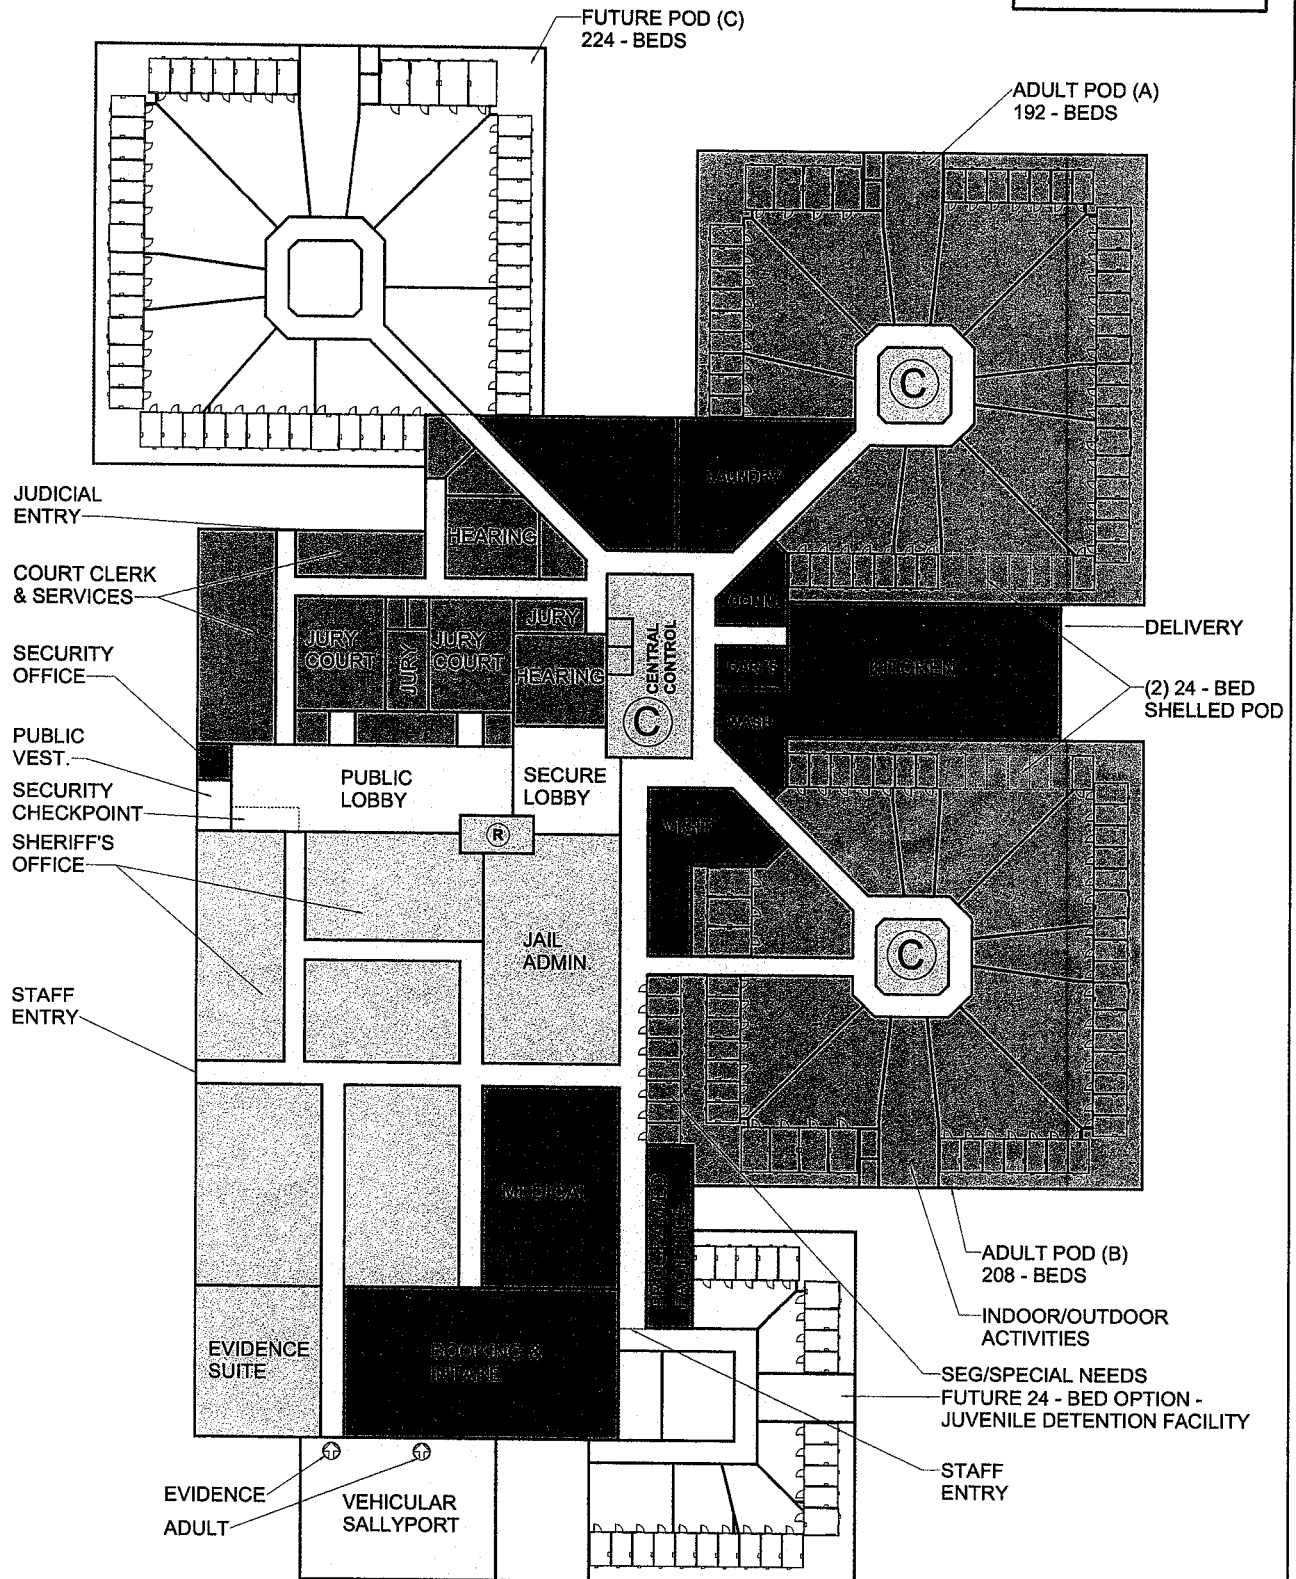 FUTURE POD (C)
224 - BEDS
ADULT POD (A)
192 - BEDS
C
LAUNDRY
JUDICIAL
ENTRY
HEARING
COURT CLERK
& SERVICES
JURY
COURT
JURY
JURY
COURT
JURY
HEARING
CENTRAL
CONTROL
C
COMM.
KITCHEN
DELIVERY
SECURITY
OFFICE
(2) 24 - BED
SHELLED POD
PUBLIC
VEST.
PUBLIC
LOBBY
SECURE
LOBBY
SECURITY
CHECKPOINT
R
SHERIFF'S
OFFICE
VISIT
JAIL
ADMIN.
C
STAFF
ENTRY
MEDICAL
ADULT POD (B)
208 - BEDS
INDOOR/OUTDOOR
ACTIVITIES
EVIDENCE
SUITE
BOOKING &
INTAKE
SEG/SPECIAL NEEDS
FUTURE 24 - BED OPTION -
JUVENILE DETENTION FACILITY
STAFF
ENTRY
EVIDENCE
ADULT
VEHICULAR
SALLYPORT